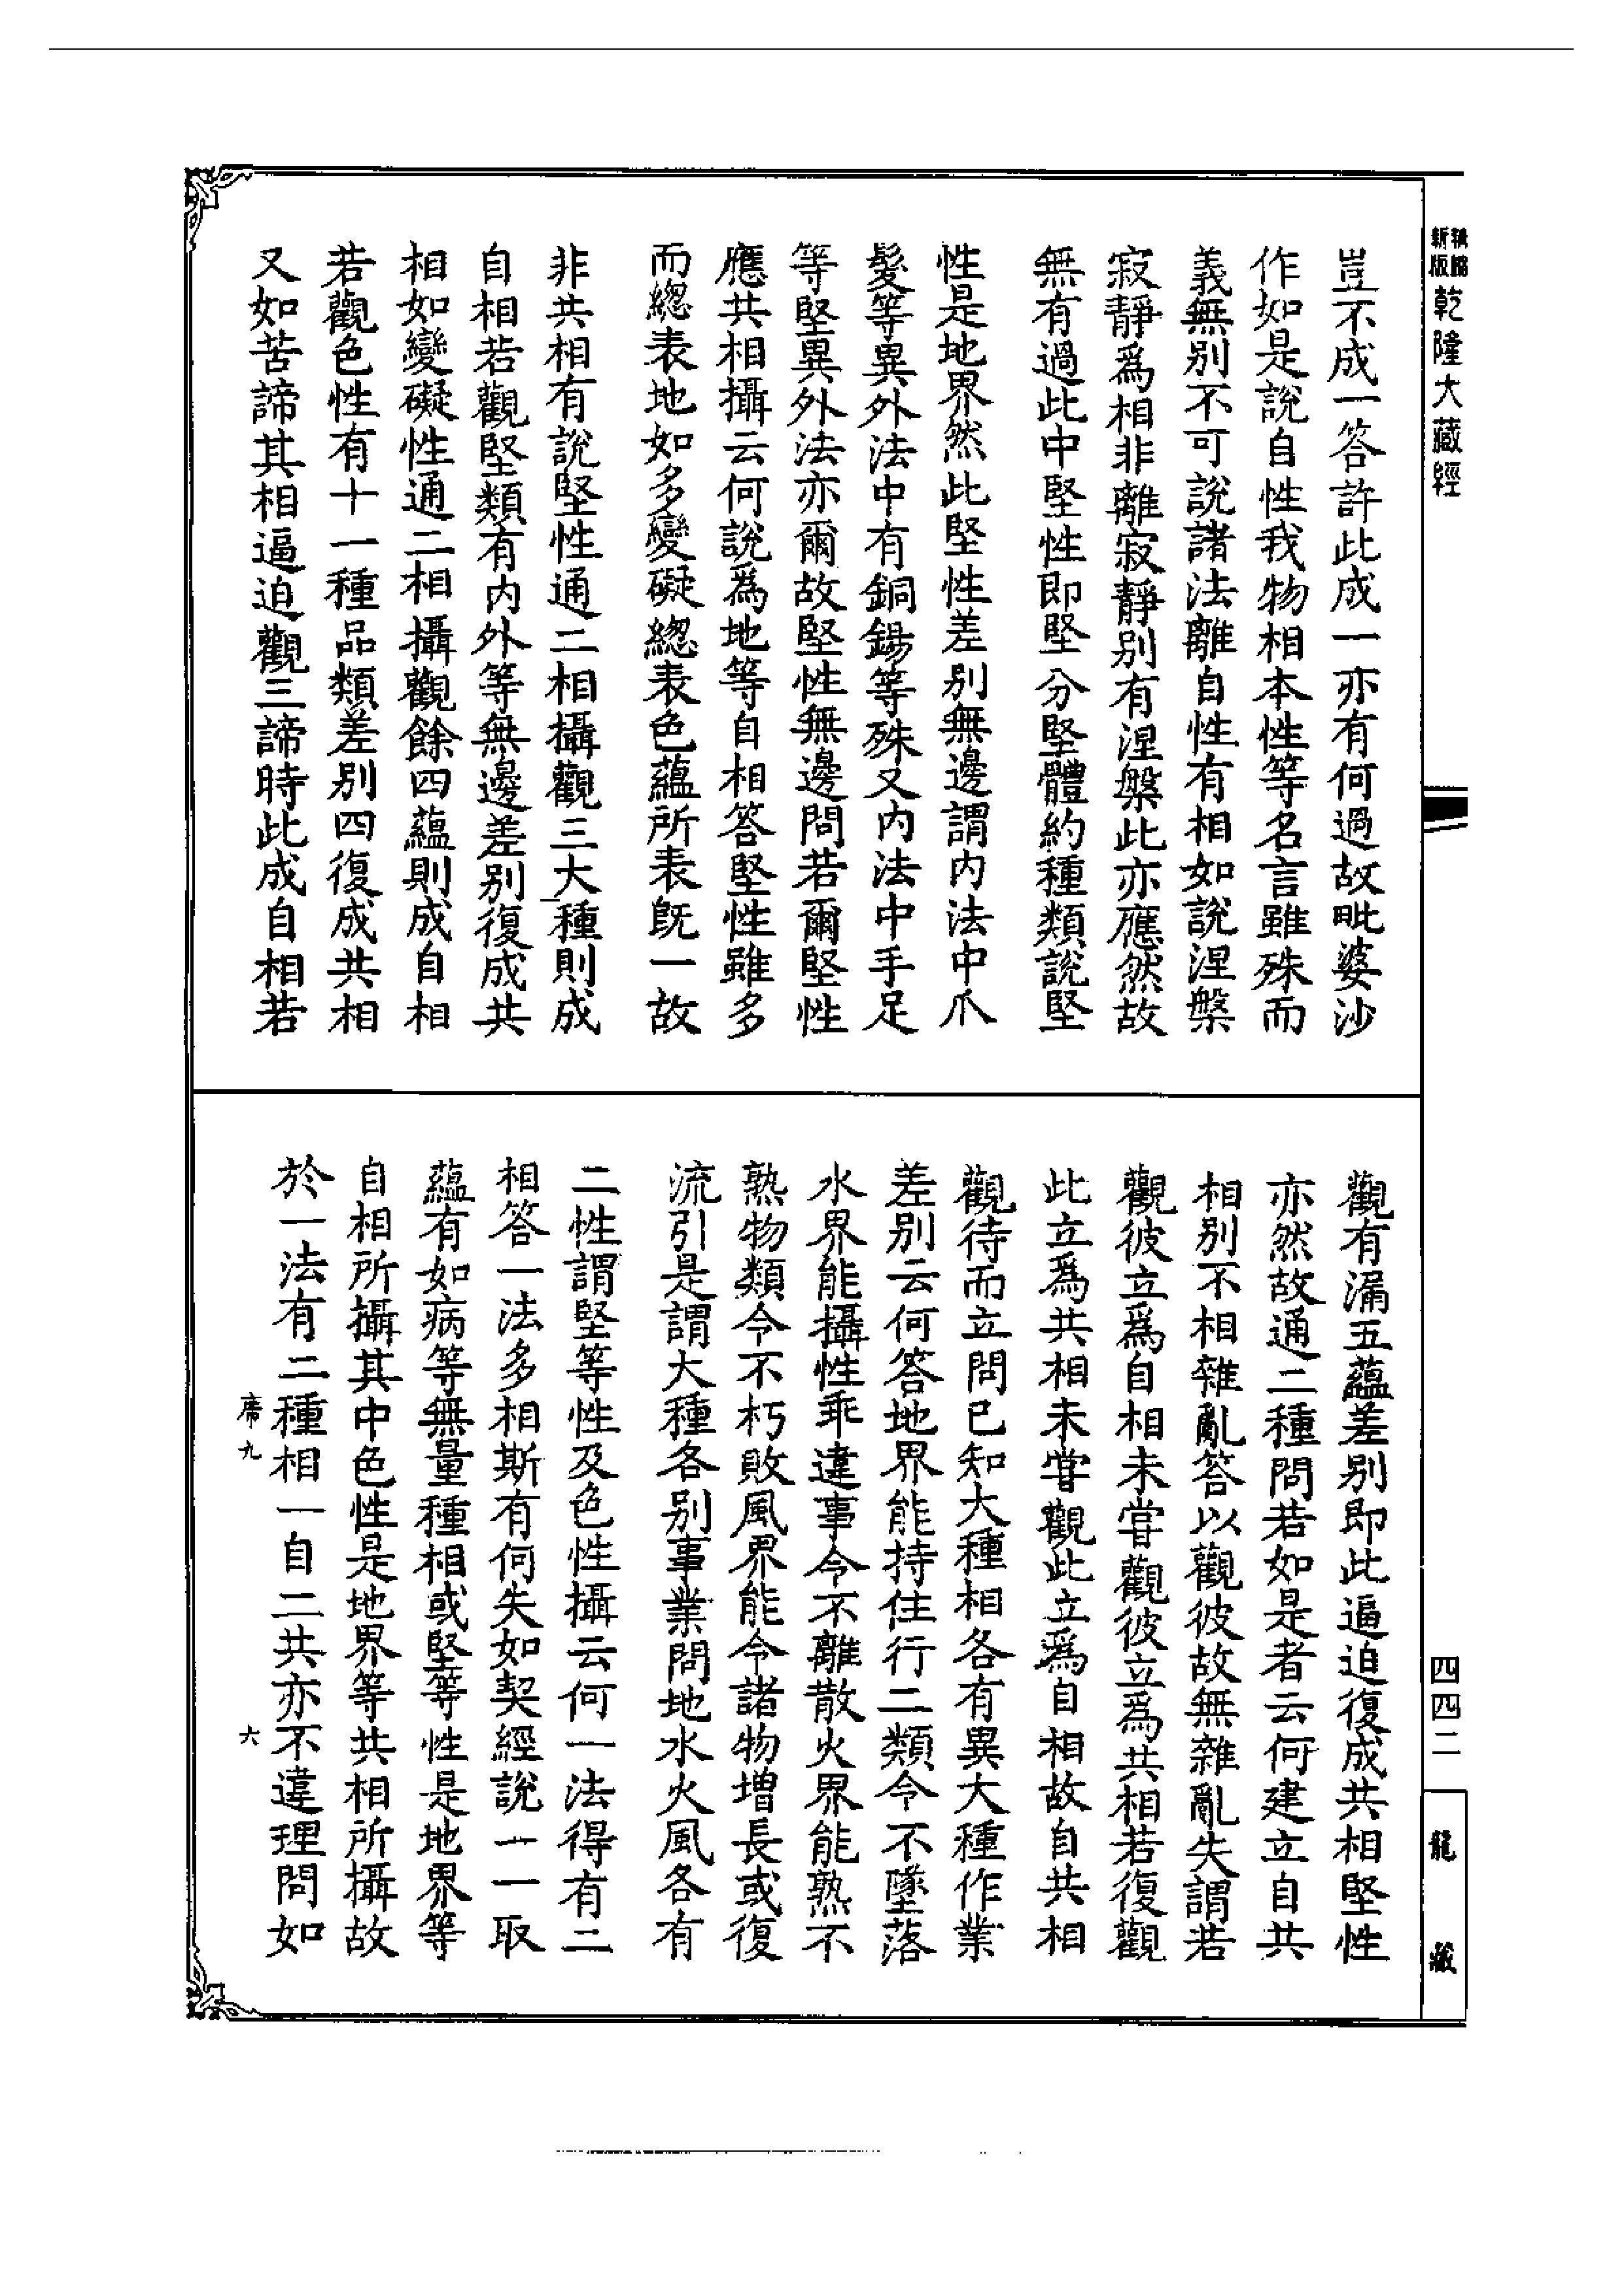 新版
精縮
乾隆大藏經
豈不成一答許此成一亦有何過故毗婆沙
作如是說自性我物相本性等名言雖殊而
義無別不可說諸法離自性有相如說涅槃
寂靜為相非離寂靜別有涅槃此亦應然故
無有過此中堅性即堅分堅體約種類說堅
性是地界然此堅性差別無邊謂內法中爪
髮等異外法中有銅錫等殊又內法中手足
等堅異外法亦爾故堅性無邊問若爾堅性
應共相攝云何說為地等自相答堅性雖多
而總表地如多變礙總表色蘊所表既一故
非共相有說堅性通二相攝觀三大種則成
自相若觀堅類有內外等無邊差別復成共
相如變礙性通二相攝觀餘四蘊則成自相
若觀色性有十一種品類差別四復成共相
又如苦諦其相逼迫觀三諦時此成自相若
觀有漏五蘊差別即此逼迫復成共相堅性
亦然故通二種問若如是者云何建立自共
相別不相雜亂答以觀彼故無雜亂失謂若
觀彼立為自相未嘗觀彼立為共相若復觀
此立為共相未嘗觀此立為自相故自共相
觀待而立問已知大種相各有異大種作業
差別云何答地界能持住行二類令不墜落
水界能攝性乖違事令不離散火界能熟不
熟物類令不朽敗風界能令諸物增長或復
流引是謂大種各別事業問地水火風各有
二性謂堅等性及色性攝云何一法得有二
相答一法多相斯有何失如契經說一一取
蘊有如病等無量種相或堅等性是地界等
自相所攝其中色性是地界等共相所攝故
於一法有二種相一自二共亦不違理問如
席九
六
四四二
龍藏